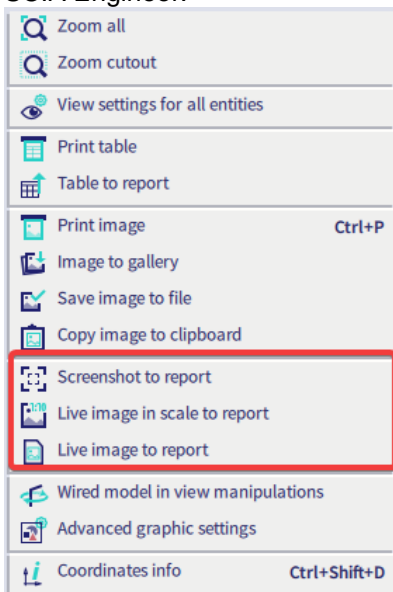 Zoom all
Zoom cutout
View settings for all entities
Print table
Table to report
Print image Ctrl+P
Image to gallery
Save image to file
Copy image to clipboard
Screenshot to report
1:10
Live image in scale to report
Live image to report
Wired model in view manipulations
Advanced graphic settings
Coordinates info Ctrl+Shift+D